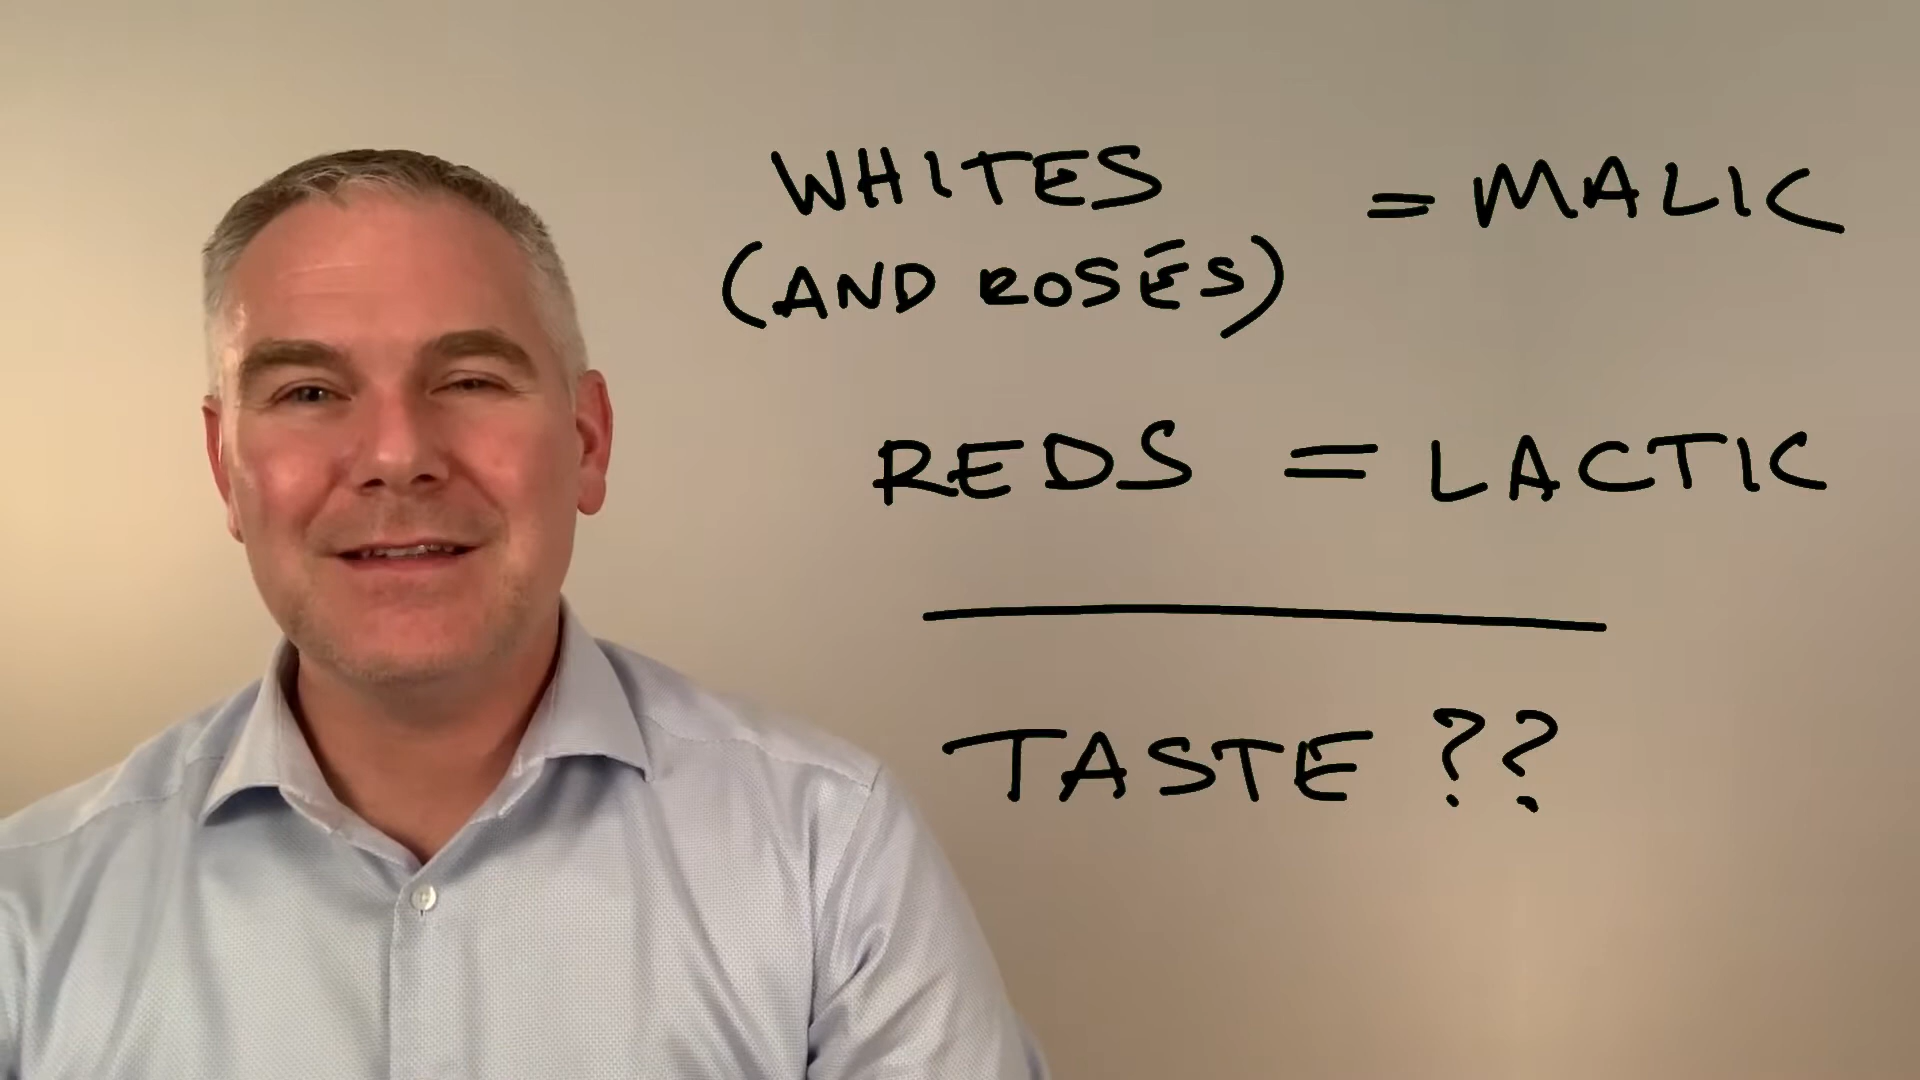 WHITES = MALIC
(AND ROSÉS)
REDS = LACTIC
TASTE ??